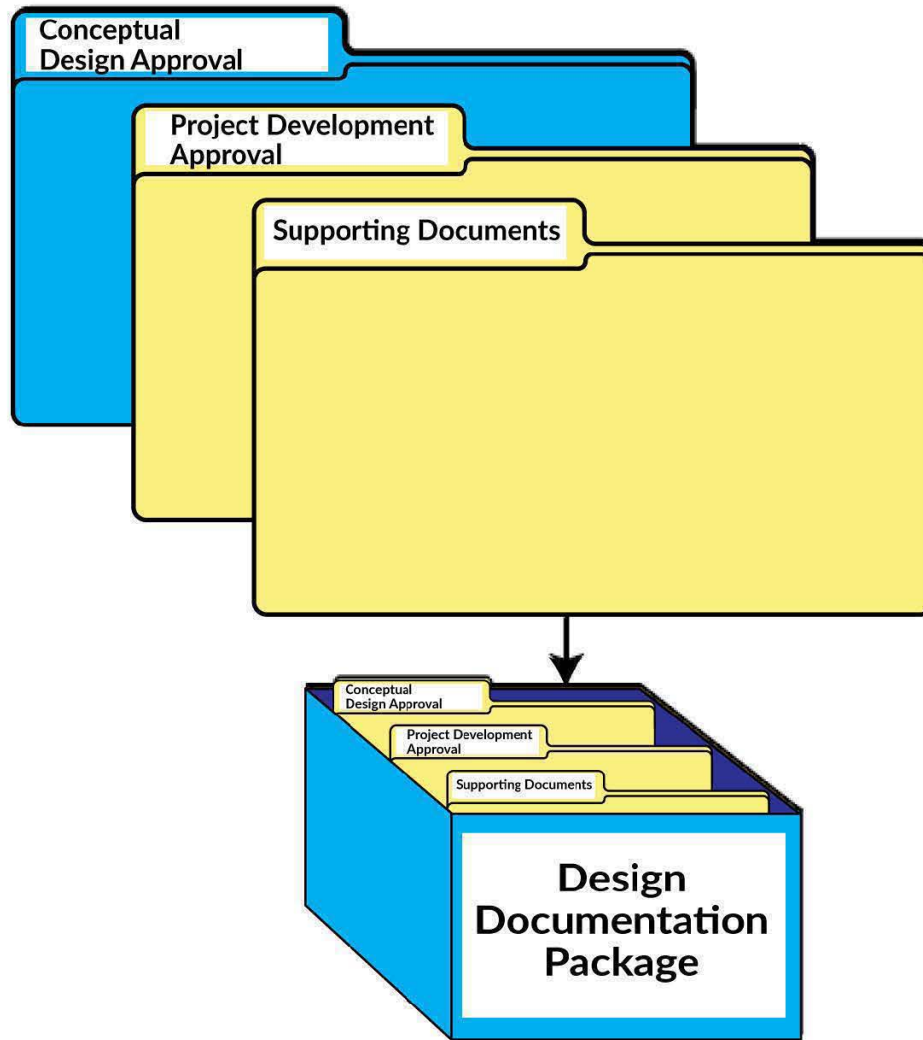 Conceptual
Design Approval
Project Development
Approval
Supporting Documents
Conceptual
Design Approval
Project Development
Approval
Supporting Documents
Design
Documentation
Package